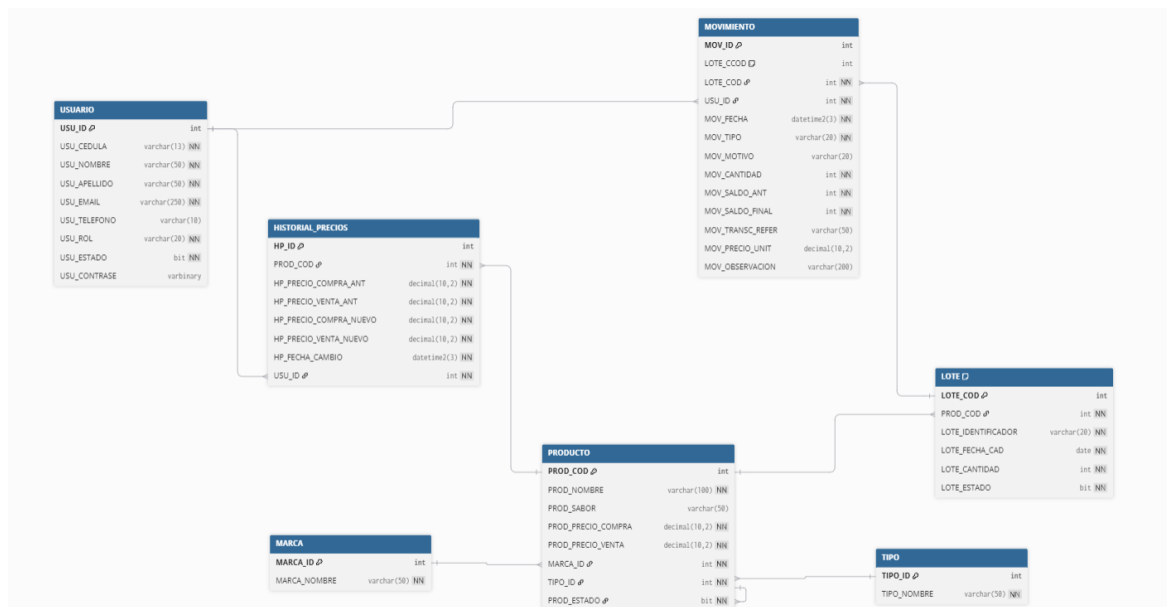 MOVIMIENTO
MOV_ID int
LOTE_CCOD int
LOTE_COD int NN
USU_ID int NN
MOV_FECHA datetime2(3) NN
MOV_TIPO varchar(20) NN
MOV_MOTIVO varchar(20)
MOV_CANTIDAD int NN
MOV_SALDO_ANT int NN
MOV_SALDO_FINAL int NN
MOV_TRANSC_REFER varchar(50)
MOV_PRECIO_UNIT decimal(10,2)
MOV_OBSERVACION varchar(200)
USUARIO
USU_ID int
USU_CEDULA varchar(13) NN
USU_NOMBRE varchar(50) NN
USU_APELLIDO varchar(50) NN
USU_EMAIL varchar(250) NN
USU_TELEFONO varchar(10)
USU_ROL varchar(20) NN
USU_ESTADO bit NN
USU_CONTRASE varbinary
HISTORIAL_PRECIOS
HP_ID int
PROD_COD int NN
HP_PRECIO_COMPRA_ANT decimal(10,2) NN
HP_PRECIO_VENTA_ANT decimal(10,2) NN
HP_PRECIO_COMPRA_NUEVO decimal(10,2) NN
HP_PRECIO_VENTA_NUEVO decimal(10,2) NN
HP_FECHA_CAMBIO datetime2(3) NN
USU_ID int NN
LOTE
LOTE_COD int
PROD_COD int NN
LOTE_IDENTIFICADOR varchar(20) NN
LOTE_FECHA_CAD date NN
LOTE_CANTIDAD int NN
LOTE_ESTADO bit NN
PRODUCTO
PROD_COD int
PROD_NOMBRE varchar(100) NN
PROD_SABOR varchar(50)
PROD_PRECIO_COMPRA decimal(10,2) NN
PROD_PRECIO_VENTA decimal(10,2) NN
MARCA_ID int NN
TIPO_ID int NN
PROD_ESTADO bit NN
MARCA
MARCA_ID int
MARCA_NOMBRE varchar(50) NN
TIPO
TIPO_ID int
TIPO_NOMBRE varchar(50) NN